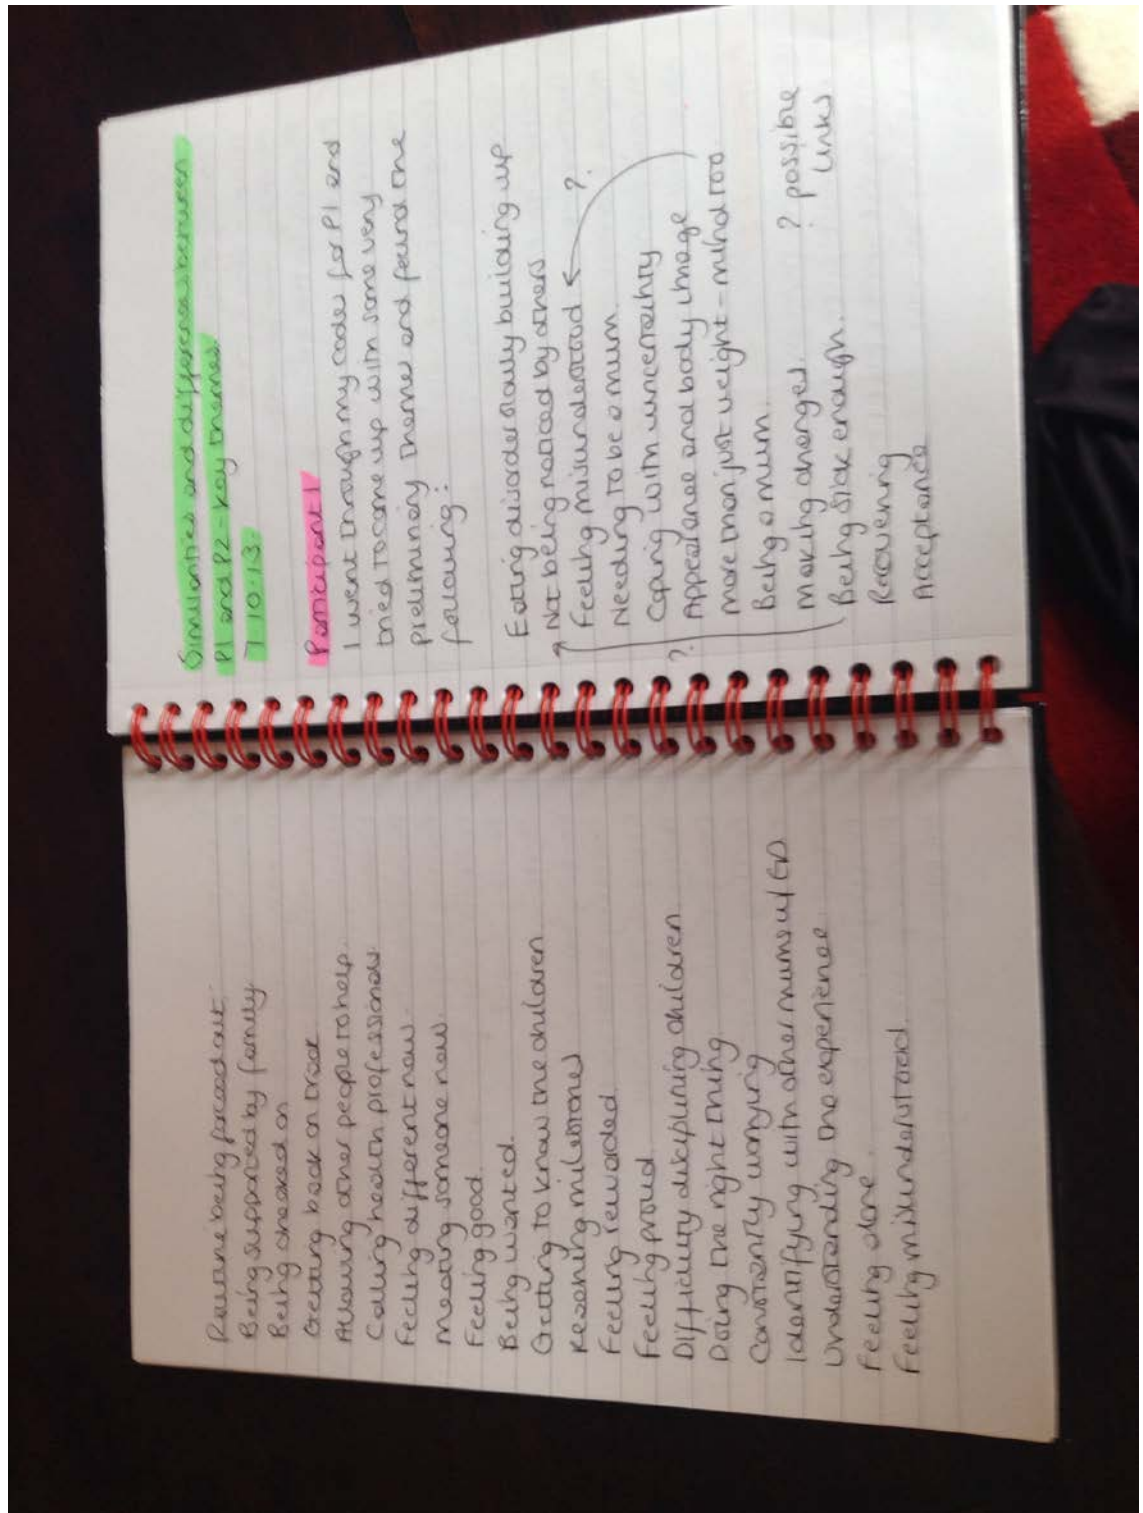 Routine being forced out.
Being supported by family
Being checked on
Getting back on track
Allowing other people to help.
Calling health professionals.
Feeling different now.
Meeting someone new.
Feeling good.
Being wanted.
Getting to know the children
Reaching milestones
Feeling rewarded.
Feeling proud.
Difficulty disciplining children.
Doing the right thing.
Constantly worrying
Identifying with other mums w/ ED.
Understanding the experience.
Feeling alone.
Feeling misunderstood.
Similarities and differences between
P1 and P2 - key themes.
7.10.13.
Participant 1
I went through my codes for P1 and
tried to come up with some very
preliminary themes and found the
following:
Eating disorder slowly building up
Not being noticed by others.
Feeling misunderstood ?
Needing to be a mum.
Coping with uncertainty
? Appearance and body image
more than just weight - mind too
Being a mum.
Making changes. ? possible
links
Being sick enough.
Recovering
Acceptance